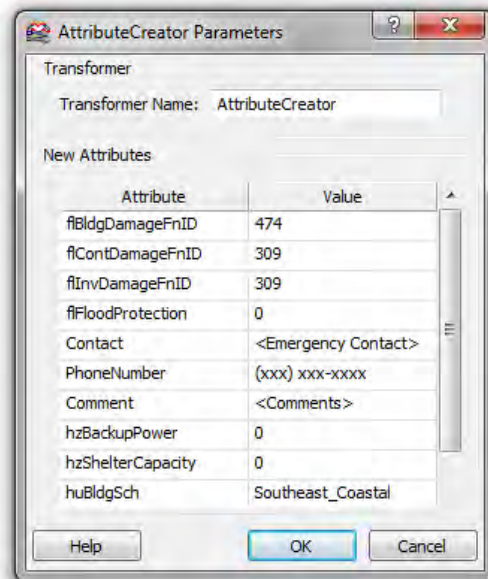 AttributeCreator Parameters
Transformer
Transformer Name: AttributeCreator
New Attributes
Attribute Value
flBldgDamageFnID 474
flContDamageFnID 309
flInvDamageFnID 309
flFloodProtection 0
Contact <Emergency Contact>
PhoneNumber (xxx) xxx-xxxx
Comment <Comments>
hzBackupPower 0
hzShelterCapacity 0
huBldgSch Southeast_Coastal
Help OK Cancel